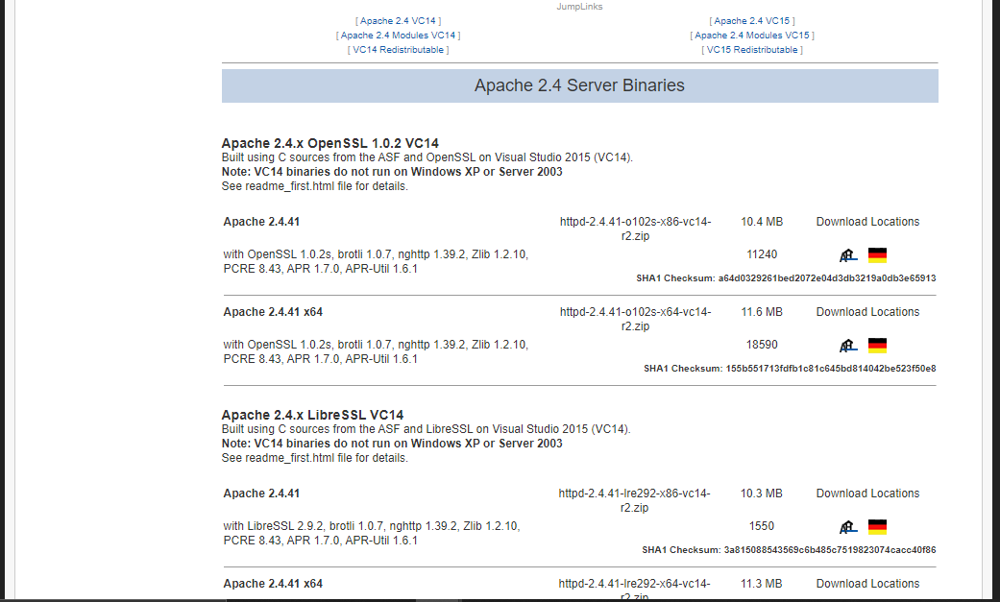 JumpLinks
[ Apache 2.4 VC14 ]
[ Apache 2.4 VC15 ]
[ Apache 2.4 Modules VC14 ]
[ Apache 2.4 Modules VC15 ]
[ VC14 Redistributable ]
[ VC15 Redistributable ]
Apache 2.4 Server Binaries
Apache 2.4.x OpenSSL 1.0.2 VC14
Built using C sources from the ASF and OpenSSL on Visual Studio 2015 (VC14).
Note: VC14 binaries do not run on Windows XP or Server 2003
See readme_first.html file for details.
Apache 2.4.41
httpd-2.4.41-o102s-x86-vc14-
r2.zip
10.4 MB
Download Locations
with OpenSSL 1.0.2s, brotli 1.0.7, nghttp 1.39.2, Zlib 1.2.10,
PCRE 8.43, APR 1.7.0, APR-Util 1.6.1
11240
SHA1 Checksum: a64d0329261bed2072e04d3db3219a0db3e65913
Apache 2.4.41 x64
httpd-2.4.41-o102s-x64-vc14-
r2.zip
11.6 MB
Download Locations
with OpenSSL 1.0.2s, brotli 1.0.7, nghttp 1.39.2, Zlib 1.2.10,
PCRE 8.43, APR 1.7.0, APR-Util 1.6.1
18590
SHA1 Checksum: 155b551713fdfb1c81c645bd814042be523f50e8
Apache 2.4.x LibreSSL VC14
Built using C sources from the ASF and LibreSSL on Visual Studio 2015 (VC14).
Note: VC14 binaries do not run on Windows XP or Server 2003
See readme_first.html file for details.
Apache 2.4.41
httpd-2.4.41-lre292-x86-vc14-
r2.zip
10.3 MB
Download Locations
with LibreSSL 2.9.2, brotli 1.0.7, nghttp 1.39.2, Zlib 1.2.10,
PCRE 8.43, APR 1.7.0, APR-Util 1.6.1
1550
SHA1 Checksum: 3a815088543569c6b485c7519823074cacc40f86
Apache 2.4.41 x64
httpd-2.4.41-lre292-x64-vc14-
r2.zip
11.3 MB
Download Locations